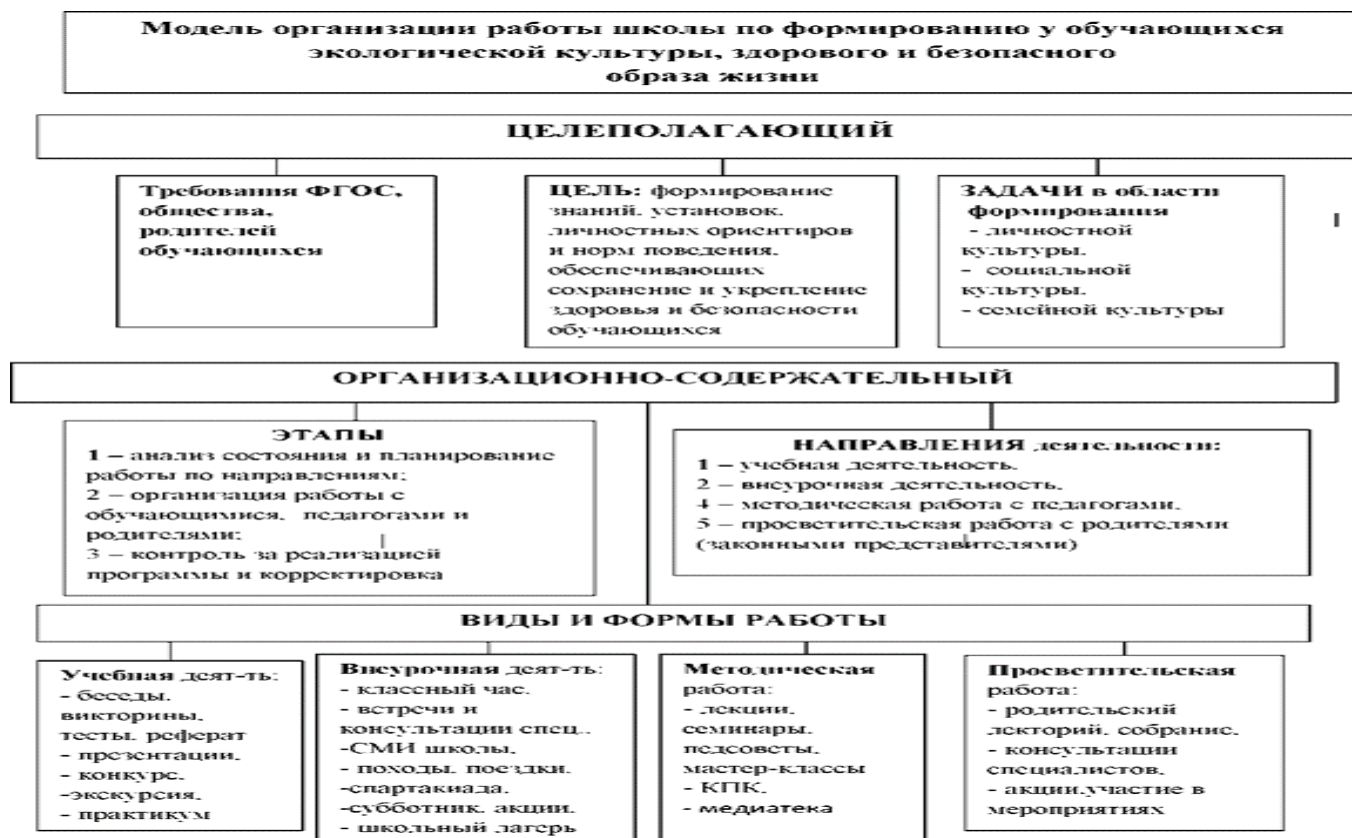 Модель организации работы школы по формированию у обучающихся
экологической культуры, здорового и безопасного
образа жизни
ЦЕЛЕПОЛАГАЮЩИЙ
Требования ФГОС,
общества,
родителей
обучающихся
ЦЕЛЬ: формирование
знаний, установок,
личностных ориентиров
и норм поведения,
обеспечивающих
сохранение и укрепление
здоровья и безопасности
обучающихся
ЗАДАЧИ в области
формирования
- личностной
культуры,
- социальной
культуры,
- семейной культуры
ОРГАНИЗАЦИОННО-СОДЕРЖАТЕЛЬНЫЙ
ЭТАПЫ
1 – анализ состояния и планирование
работы по направлениям;
2 – организация работы с
обучающимися, педагогами и
родителями;
3 – контроль за реализацией
программы и корректировка
НАПРАВЛЕНИЯ деятельности:
1 – учебная деятельность,
2 – внеурочная деятельность,
4 – методическая работа с педагогами,
5 – просветительская работа с родителями
(законными представителями)
ВИДЫ И ФОРМЫ РАБОТЫ
Учебная деят-ть:
- беседы,
викторины,
тесты, реферат
- презентации,
- конкурс,
-экскурсия,
- практикум
Внеурочная деят-ть:
- классный час,
- встречи и
консультации спец.,
-СМИ школы,
- походы, поездки,
-спартакиада,
-субботник, акции,
- школьный лагерь
Методическая
работа:
- лекции,
семинары,
педсоветы,
мастер-классы
- КПК,
- медиатека
Просветительская
работа:
- родительский
лекторий, собрание,
- консультации
специалистов,
- акции,участие в
мероприятиях